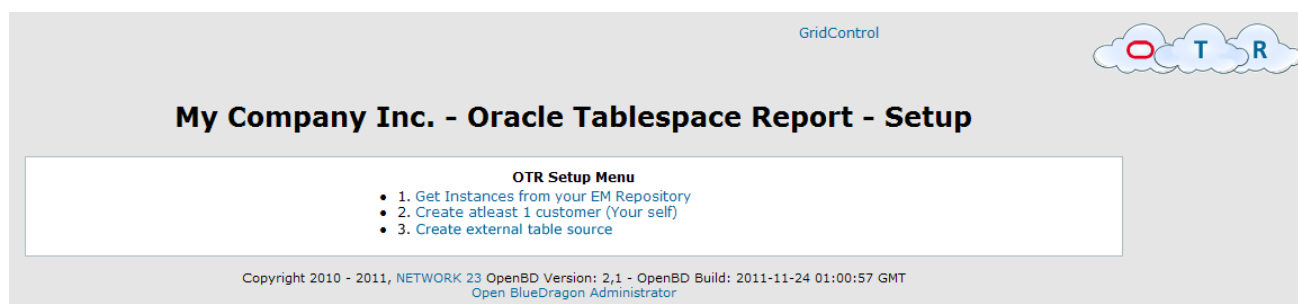 GridControl
O T R
My Company Inc. - Oracle Tablespace Report - Setup
OTR Setup Menu
• 1. Get Instances from your EM Repository
• 2. Create atleast 1 customer (Your self)
• 3. Create external table source
Copyright 2010 - 2011, NETWORK 23 OpenBD Version: 2,1 - OpenBD Build: 2011-11-24 01:00:57 GMT
Open BlueDragon Administrator